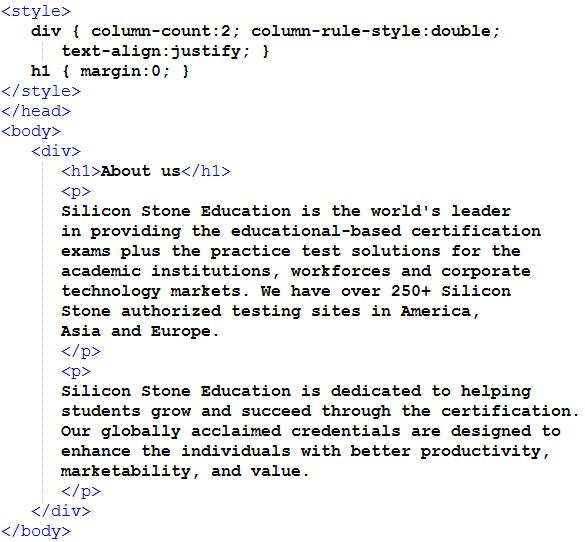 <style>
div { column-count:2; column-rule-style:double;
text-align:justify; }
h1 { margin:0; }
</style>
</head>
<body>
<div>
<h1>About us</h1>
<p>
Silicon Stone Education is the world's leader
in providing the educational-based certification
exams plus the practice test solutions for the
academic institutions, workforces and corporate
technology markets. We have over 250+ Silicon
Stone authorized testing sites in America,
Asia and Europe.
</p>
<p>
Silicon Stone Education is dedicated to helping
students grow and succeed through the certification.
Our globally acclaimed credentials are designed to
enhance the individuals with better productivity,
marketability, and value.
</p>
</div>
</body>